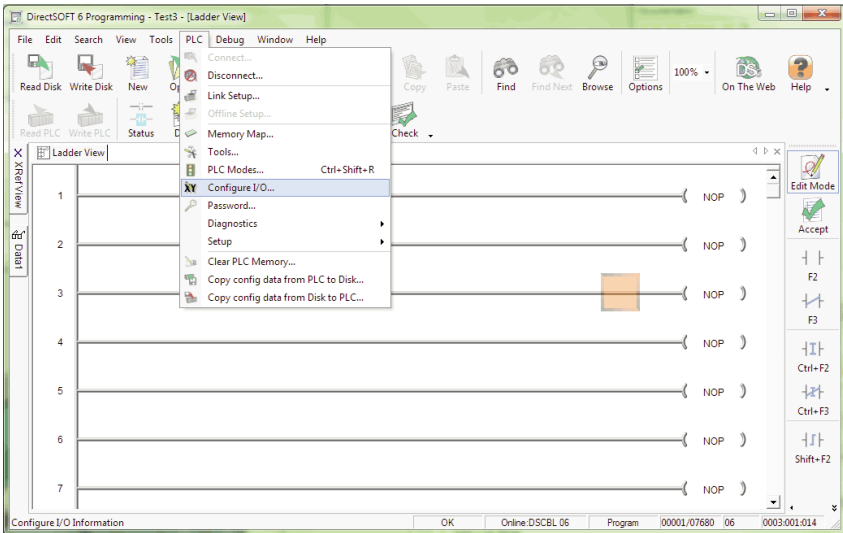 DirectSOFT 6 Programming - Test3 - [Ladder View]
File Edit Search View Tools PLC Debug Window Help
Read Disk Write Disk New Copy Paste Find Find Next Browse Options 100% On The Web Help
Read PLC Write PLC Status Check
Connect...
Disconnect...
Link Setup...
Offline Setup...
Memory Map...
Tools...
PLC Modes... Ctrl+Shift+R
XY Configure I/O...
Password...
Diagnostics
Setup
Clear PLC Memory...
Copy config data from PLC to Disk...
Copy config data from Disk to PLC...
X XRef View
Data1
Ladder View
1 NOP
2 NOP
3 NOP
4 NOP
5 NOP
6 NOP
7 NOP
Edit Mode
Accept
F2
F3
Ctrl+F2
Ctrl+F3
Shift+F2
Configure I/O Information OK Online:DSCBL 06 Program 00001/07680 06 0003:001:014